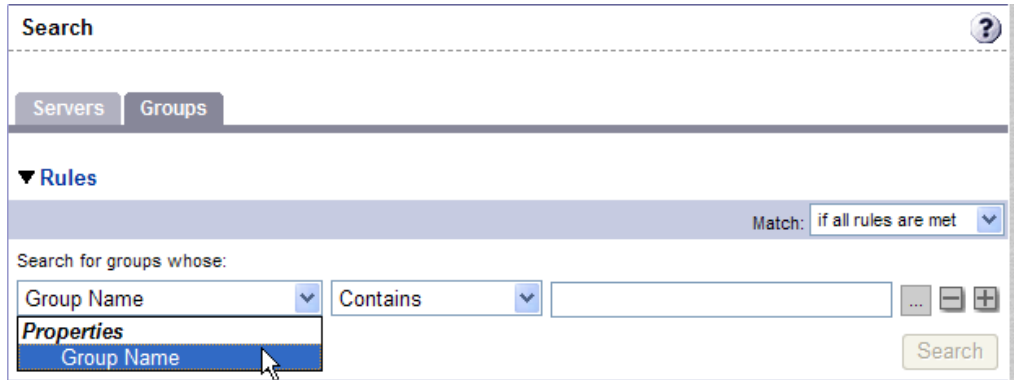 Search ?
Servers Groups
Rules
Match: if all rules are met
Search for groups whose:
Group Name Contains ...
Properties
Group Name
Search